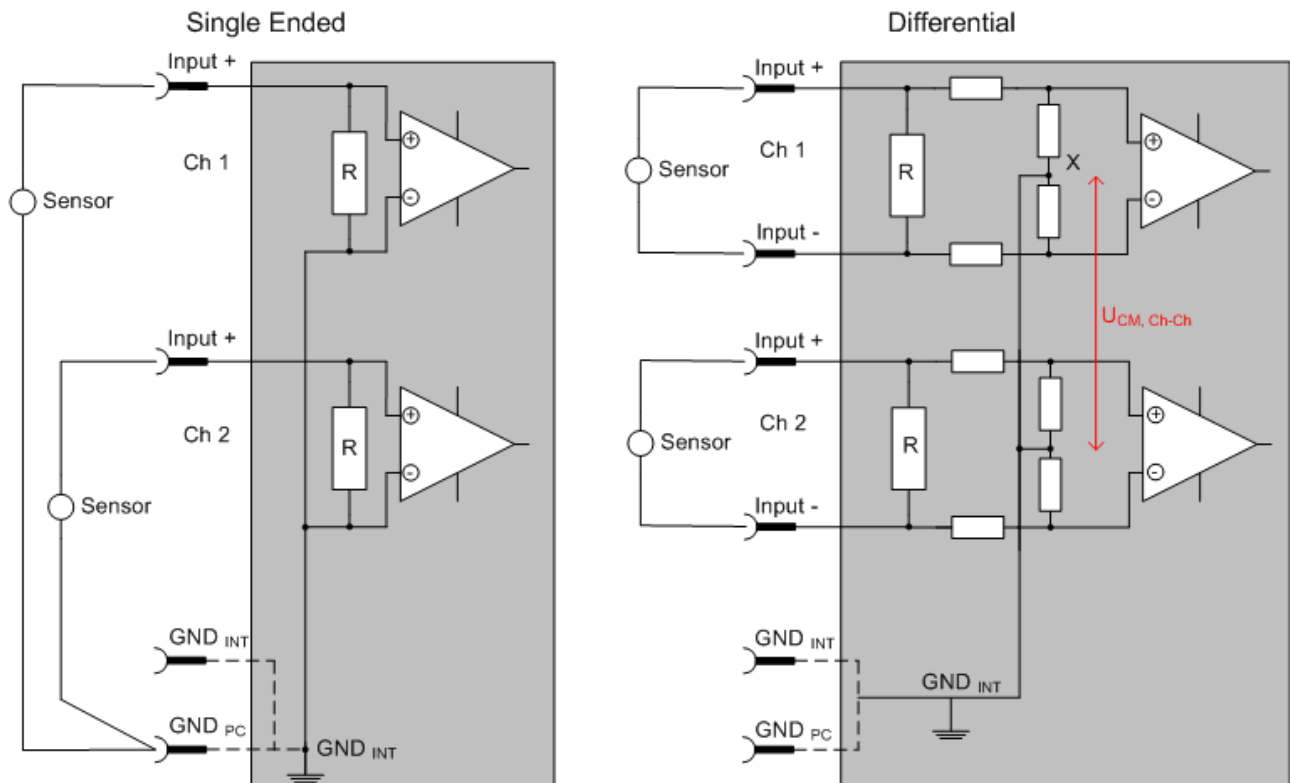 Single Ended
Input +
Ch 1
R
+
-
Sensor
Input +
Ch 2
R
+
-
Sensor
GND INT
GND PC
GND INT
Differential
Input +
Ch 1
Sensor
R
X
+
-
Input -
UCM, Ch-Ch
Input +
Ch 2
Sensor
R
+
-
Input -
GND INT
GND INT
GND PC